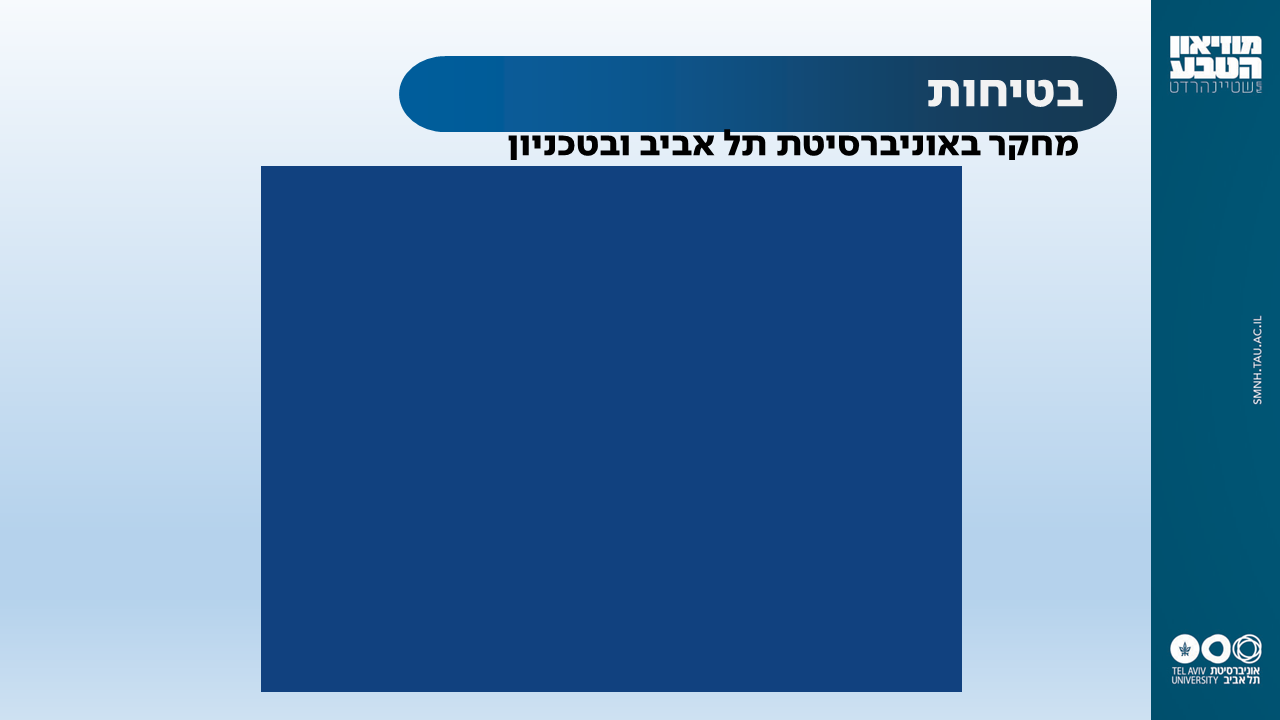 בטיחות
מחקר באוניברסיטת תל אביב ובטכניון
מוזיאון
הטבע
ע״ש שטיינהרדט
SMNH.TAU.AC.IL
TEL AVIV אוניברסיטת
UNIVERSITY תל אביב